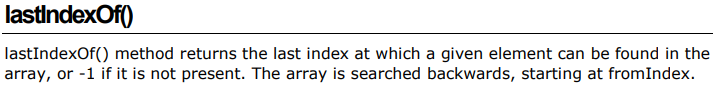 lastIndexOf()
lastIndexOf() method returns the last index at which a given element can be found in the
array, or -1 if it is not present. The array is searched backwards, starting at fromIndex.